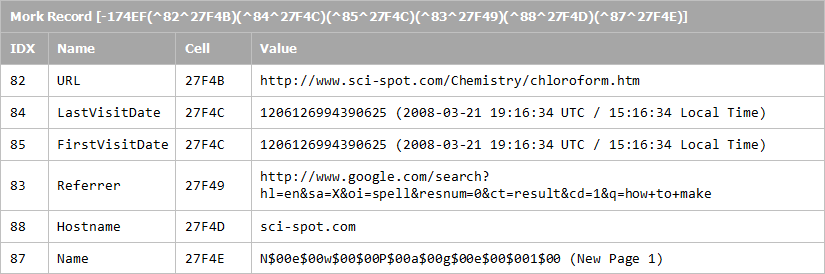 Mork Record [-174EF(^82^27F4B)(^84^27F4C)(^85^27F4C)(^83^27F49)(^88^27F4D)(^87^27F4E)]
IDX Name Cell Value
82 URL 27F4B http://www.sci-spot.com/Chemistry/chloroform.htm
84 LastVisitDate 27F4C 1206126994390625 (2008-03-21 19:16:34 UTC / 15:16:34 Local Time)
85 FirstVisitDate 27F4C 1206126994390625 (2008-03-21 19:16:34 UTC / 15:16:34 Local Time)
83 Referrer 27F49 http://www.google.com/search?
hl=en&sa=X&oi=spell&resnum=0&ct=result&cd=1&q=how+to+make
88 Hostname 27F4D sci-spot.com
87 Name 27F4E N$00e$00w$00$00P$00a$00g$00e$00$001$00 (New Page 1)